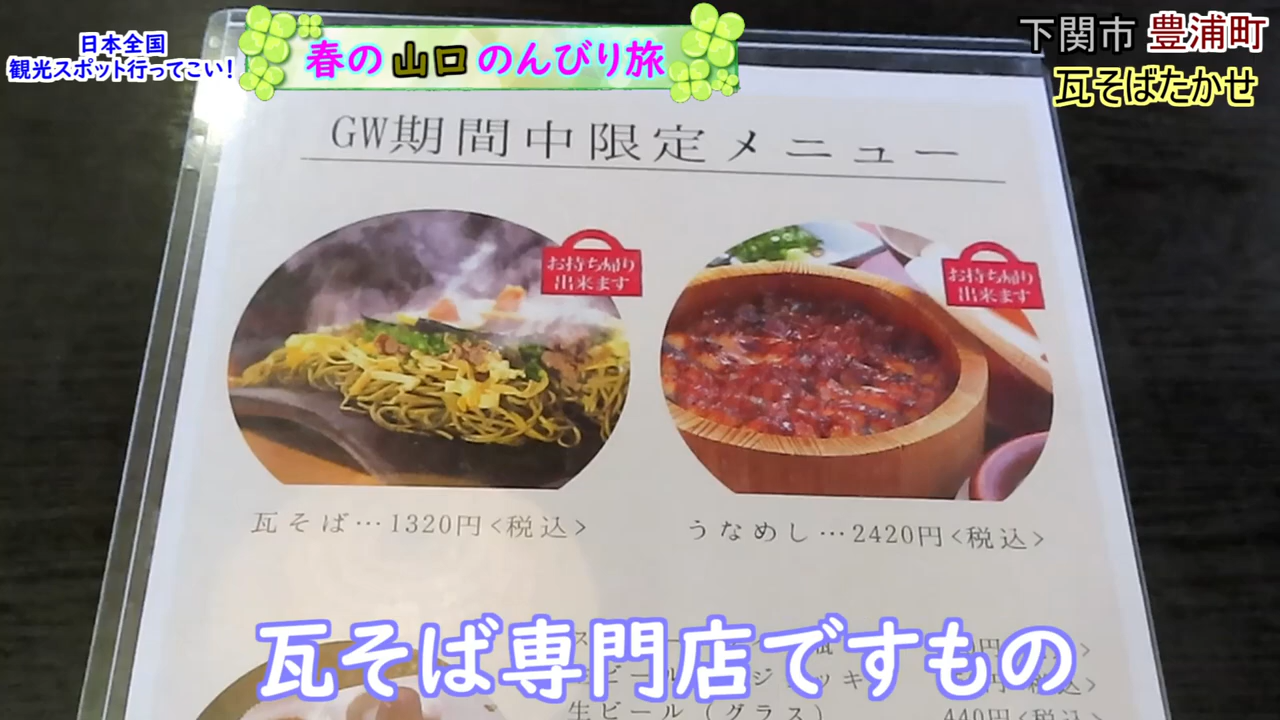 日本全国
観光スポット行ってこい!
春の山口のんびり旅
下関市 豊浦町
瓦そばたかせ
GW期間中限定メニュー
お持ち帰り
出来ます
お持ち帰り
出来ます
瓦そば…1320円<税込>
うなめし…2420円<税込>
瓦そば専門店ですもの
生ビール(グラス)
440円<税込>